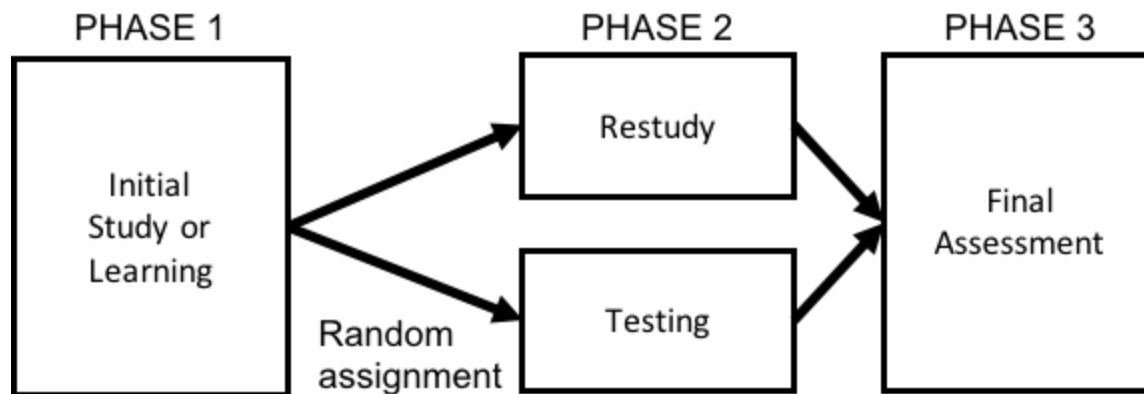 PHASE 1
PHASE 2
PHASE 3
Initial
Study or
Learning
Random
assignment
Restudy
Testing
Final
Assessment